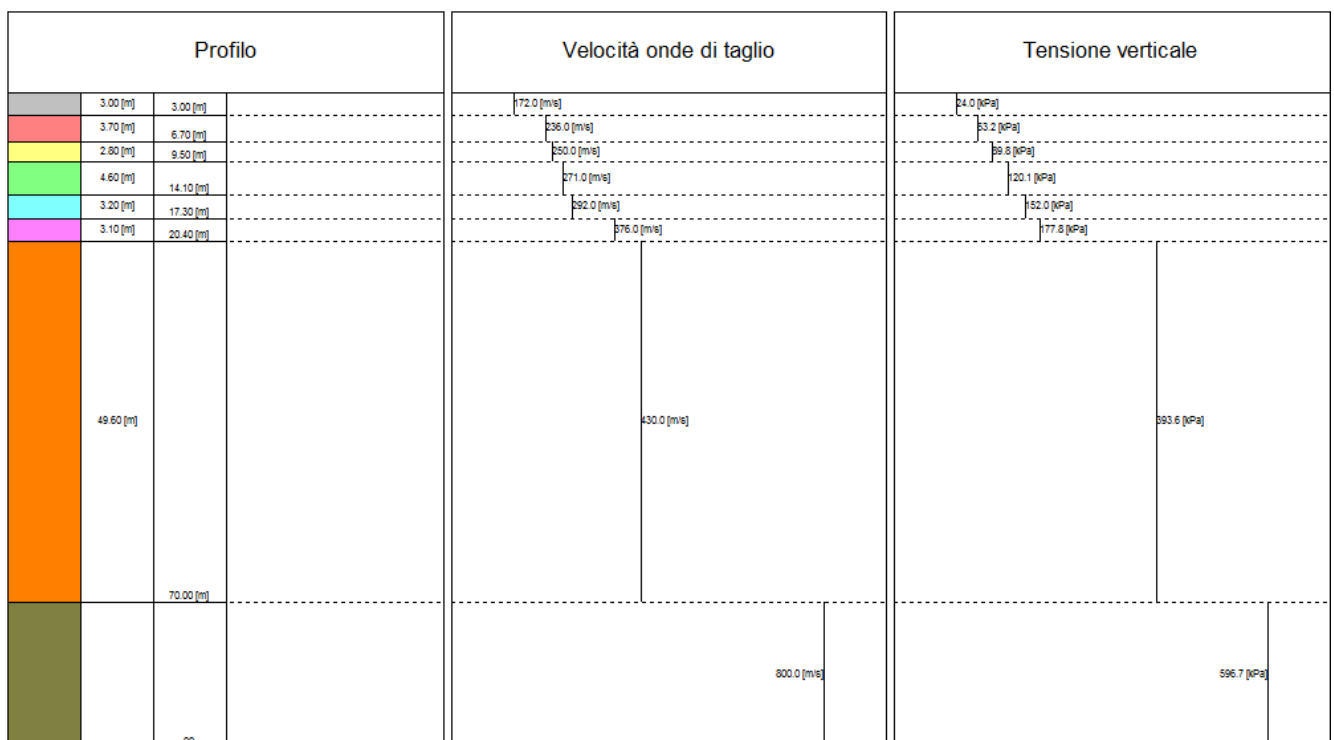 Profilo
Velocità onde di taglio
Tensione verticale
3.00 [m] 3.00 [m] 172.0 [m/s] 24.0 [kPa]
3.70 [m] 6.70 [m] 236.0 [m/s] 53.2 [kPa]
2.80 [m] 9.50 [m] 250.0 [m/s] 89.8 [kPa]
4.60 [m] 14.10 [m] 271.0 [m/s] 120.1 [kPa]
3.20 [m] 17.30 [m] 292.0 [m/s] 152.0 [kPa]
3.10 [m] 20.40 [m] 376.0 [m/s] 177.8 [kPa]
49.60 [m] 430.0 [m/s] 393.6 [kPa]
70.00 [m]
800.0 [m/s] 596.7 [kPa]